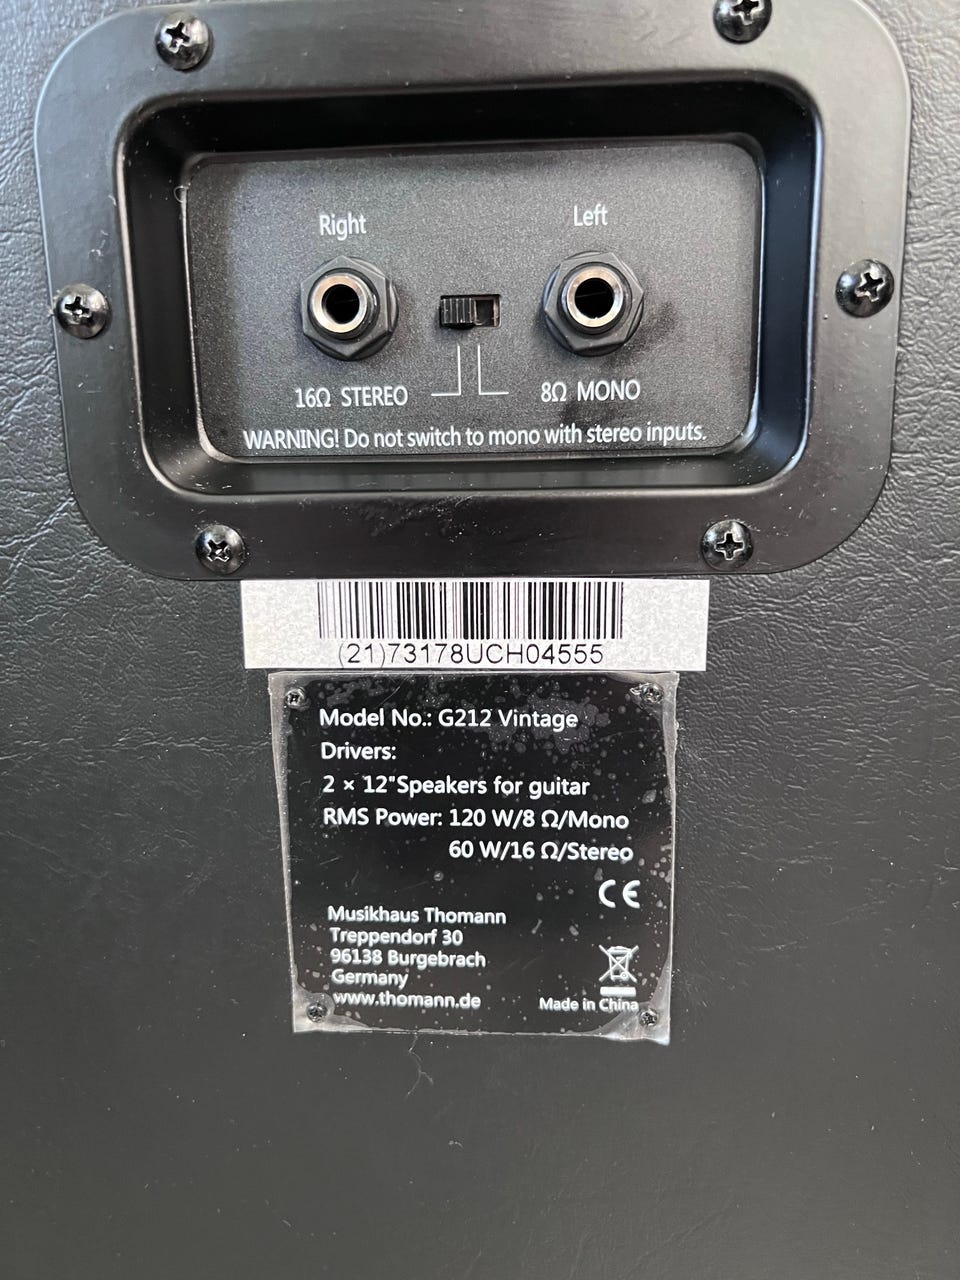 Right
Left
16Ω STEREO
8Ω MONO
WARNING! Do not switch to mono with stereo inputs.
(21)73178UCH04555
Model No.: G212 Vintage
Drivers:
2 × 12"Speakers for guitar
RMS Power: 120 W/8 Ω/Mono
60 W/16 Ω/Stereo
CE
Musikhaus Thomann
Treppendorf 30
96138 Burgebrach
Germany
www.thomann.de
Made in China